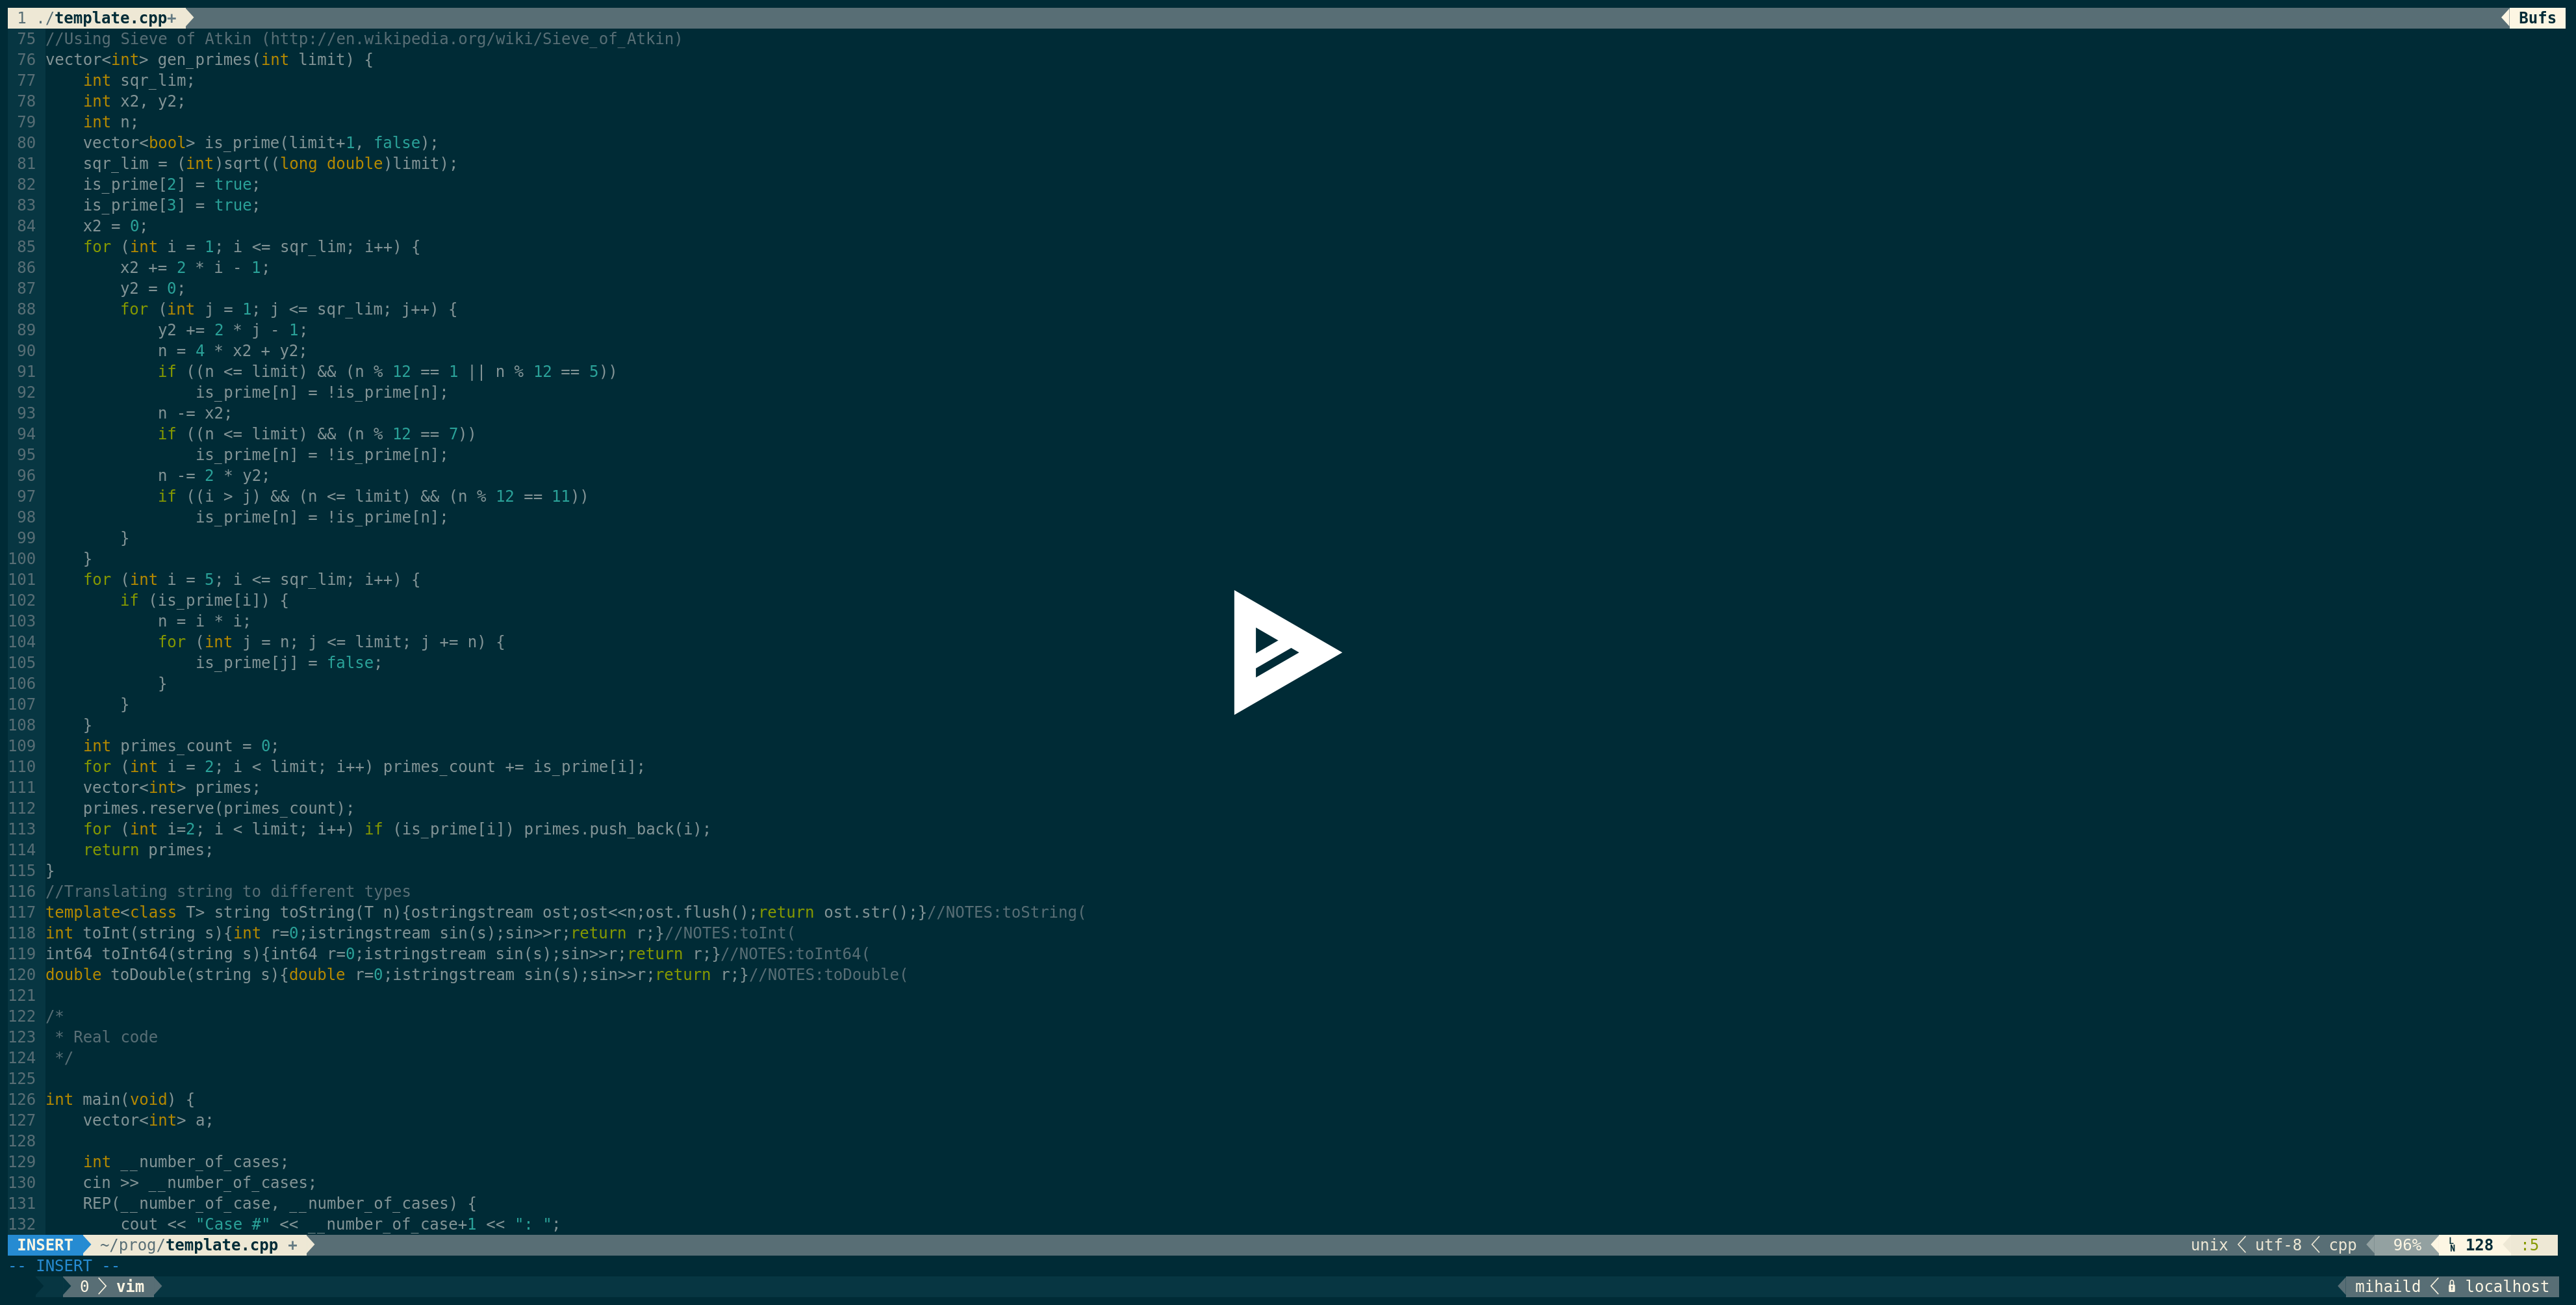 1 ./template.cpp+ Bufs
75 //Using Sieve of Atkin (http://en.wikipedia.org/wiki/Sieve_of_Atkin)
76 vector<int> gen_primes(int limit) {
77     int sqr_lim;
78     int x2, y2;
79     int n;
80     vector<bool> is_prime(limit+1, false);
81     sqr_lim = (int)sqrt((long double)limit);
82     is_prime[2] = true;
83     is_prime[3] = true;
84     x2 = 0;
85     for (int i = 1; i <= sqr_lim; i++) {
86         x2 += 2 * i - 1;
87         y2 = 0;
88         for (int j = 1; j <= sqr_lim; j++) {
89             y2 += 2 * j - 1;
90             n = 4 * x2 + y2;
91             if ((n <= limit) && (n % 12 == 1 || n % 12 == 5))
92                 is_prime[n] = !is_prime[n];
93             n -= x2;
94             if ((n <= limit) && (n % 12 == 7))
95                 is_prime[n] = !is_prime[n];
96             n -= 2 * y2;
97             if ((i > j) && (n <= limit) && (n % 12 == 11))
98                 is_prime[n] = !is_prime[n];
99         }
100     }
101     for (int i = 5; i <= sqr_lim; i++) {
102         if (is_prime[i]) {
103             n = i * i;
104             for (int j = n; j <= limit; j += n) {
105                 is_prime[j] = false;
106             }
107         }
108     }
109     int primes_count = 0;
110     for (int i = 2; i < limit; i++) primes_count += is_prime[i];
111     vector<int> primes;
112     primes.reserve(primes_count);
113     for (int i=2; i < limit; i++) if (is_prime[i]) primes.push_back(i);
114     return primes;
115 }
116 //Translating string to different types
117 template<class T> string toString(T n){ostringstream ost;ost<<n;ost.flush();return ost.str();}//NOTES:toString(
118 int toInt(string s){int r=0;istringstream sin(s);sin>>r;return r;}//NOTES:toInt(
119 int64 toInt64(string s){int64 r=0;istringstream sin(s);sin>>r;return r;}//NOTES:toInt64(
120 double toDouble(string s){double r=0;istringstream sin(s);sin>>r;return r;}//NOTES:toDouble(
121
122 /*
123  * Real code
124  */
125
126 int main(void) {
127     vector<int> a;
128
129     int __number_of_cases;
130     cin >> __number_of_cases;
131     REP(__number_of_case, __number_of_cases) {
132         cout << "Case #" << __number_of_case+1 << ": ";
INSERT ~/prog/template.cpp + unix utf-8 cpp 96% LN 128 :5
-- INSERT --
0 vim mihaild localhost